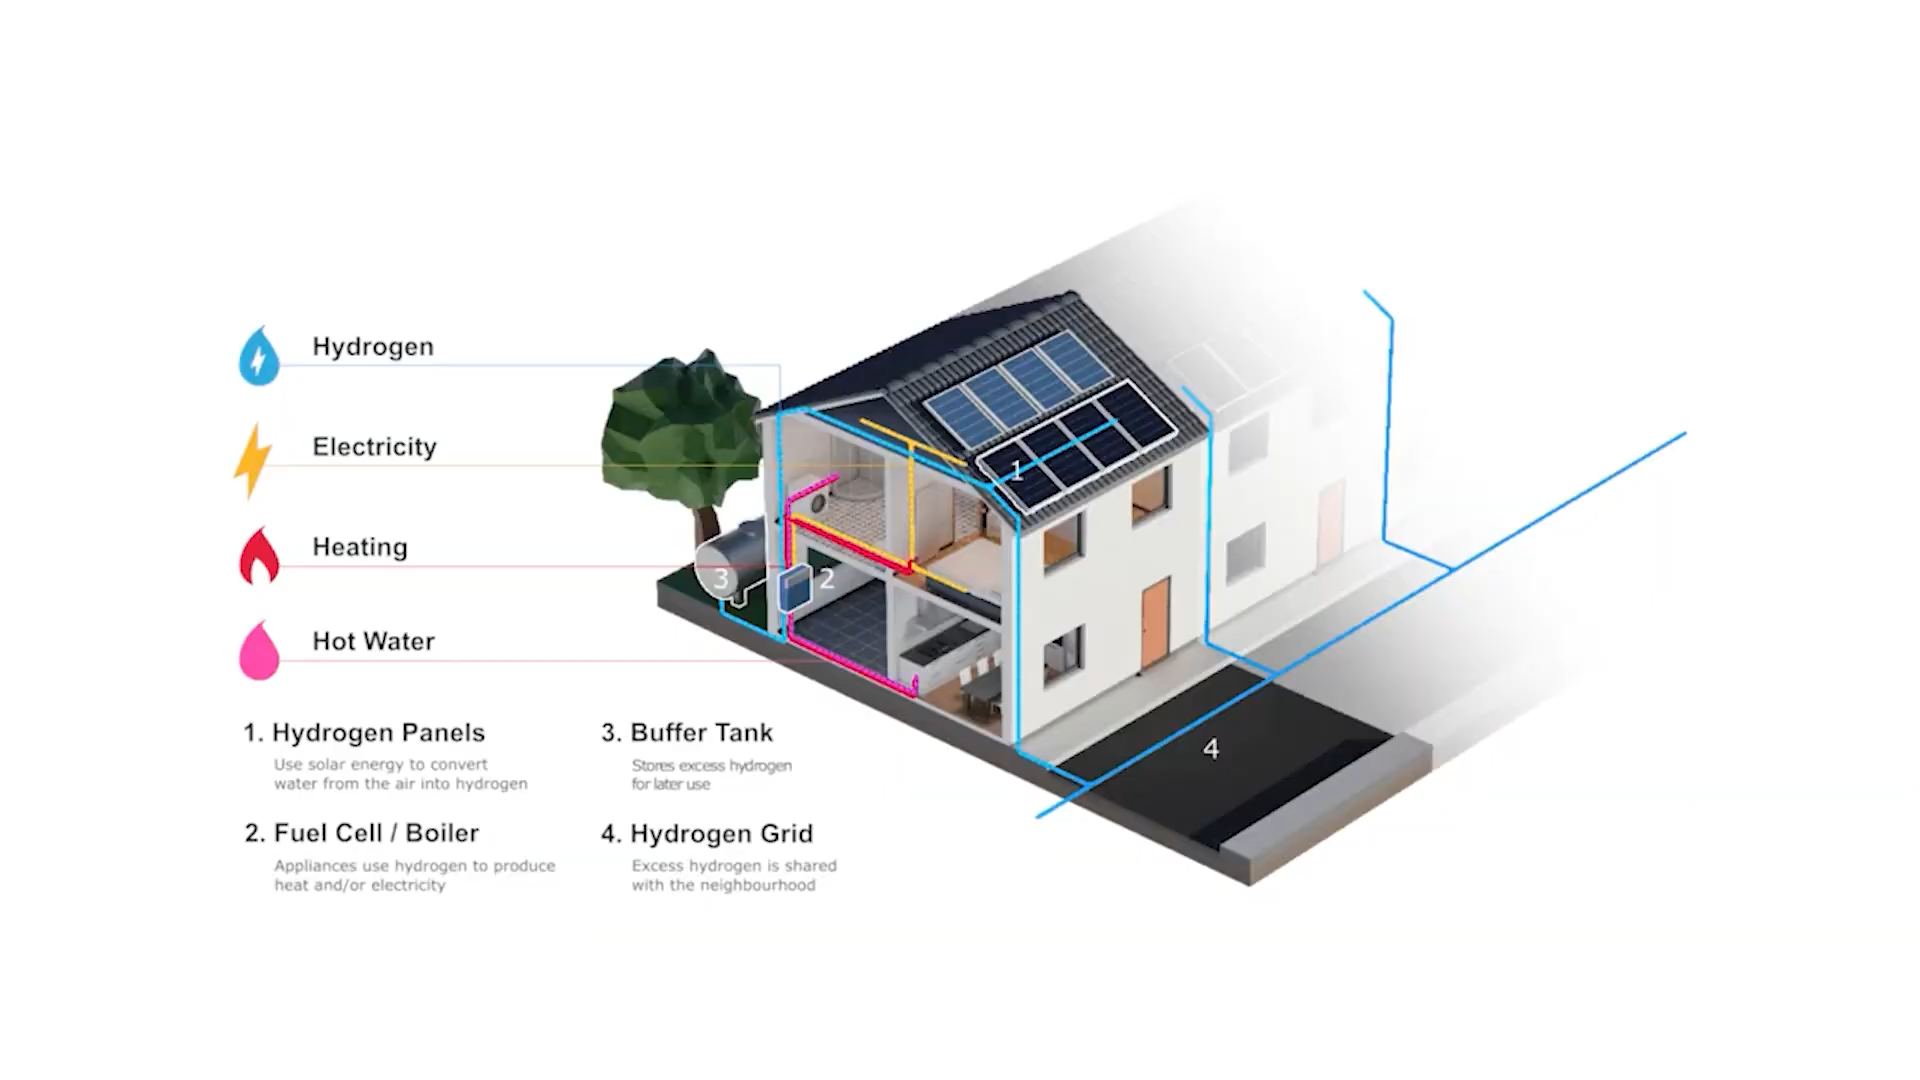 Hydrogen
Electricity
Heating
Hot Water
1. Hydrogen Panels
Use solar energy to convert
water from the air into hydrogen
2. Fuel Cell / Boiler
Appliances use hydrogen to produce
heat and/or electricity
3. Buffer Tank
Stores excess hydrogen
for later use
4. Hydrogen Grid
Excess hydrogen is shared
with the neighbourhood
1
2
3
4